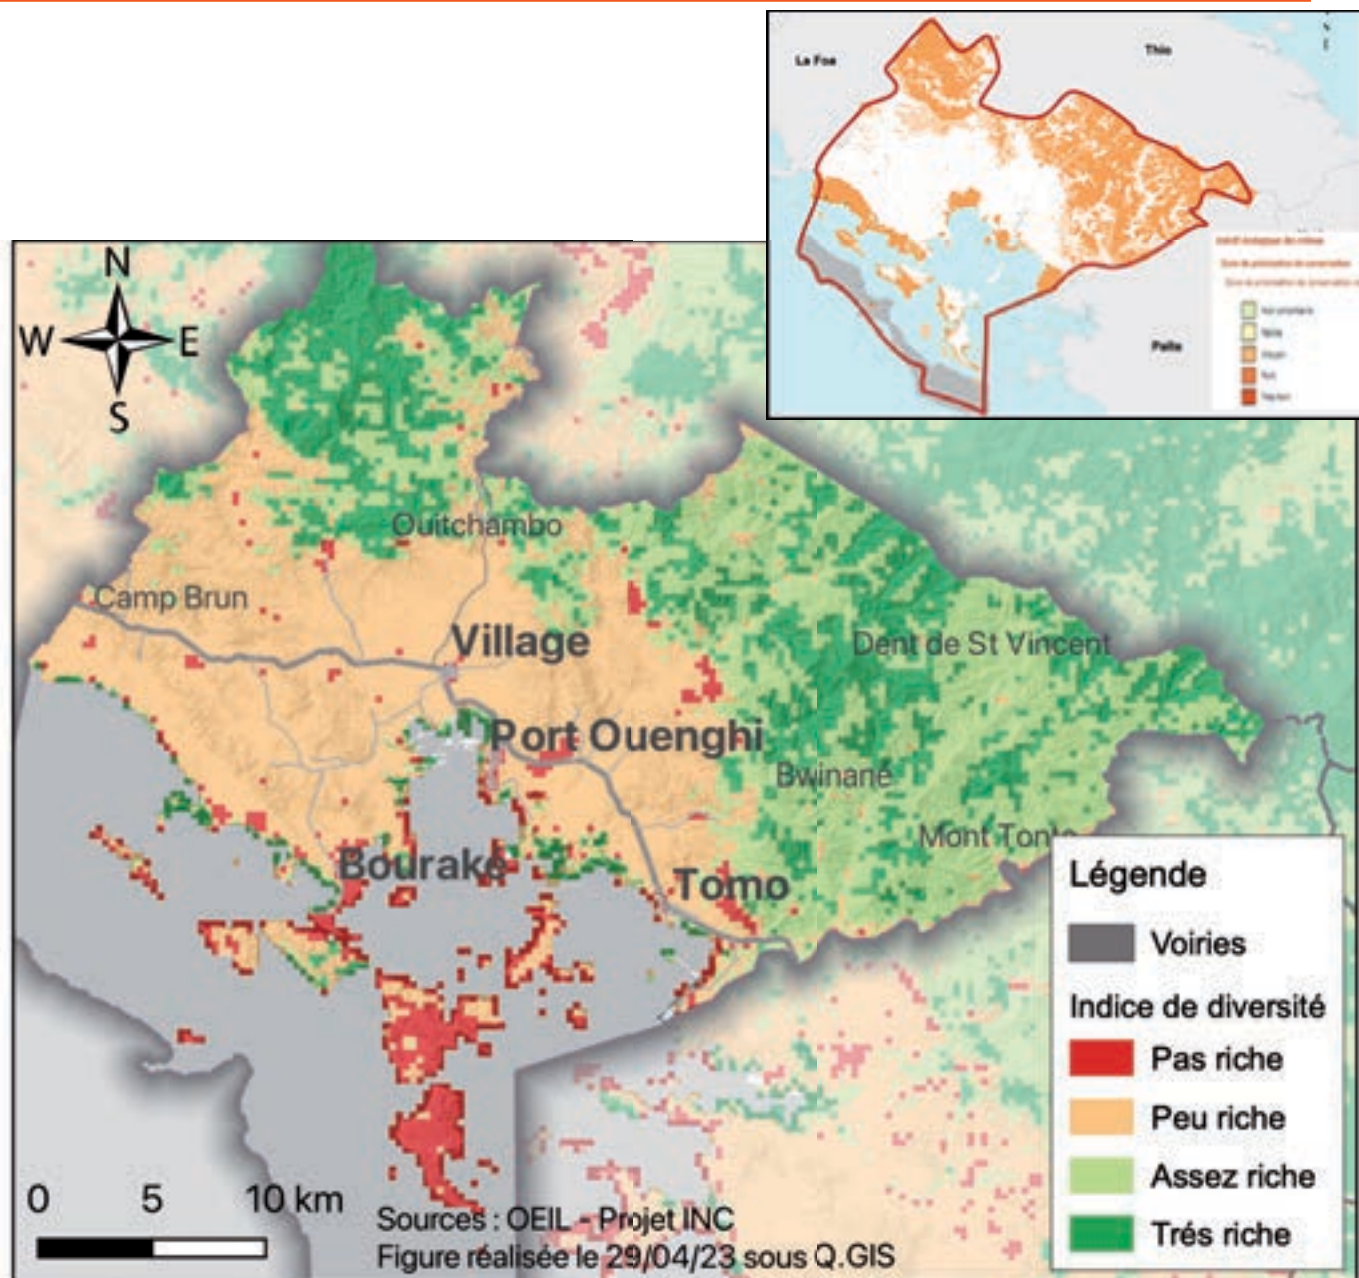 La Foa
Thio
Païta
N
W E
S
Ouitchambo
Camp Brun
Village
Dent de St Vincent
Port Ouenghi
Bwinané
Mont Tonta
Bouraké
Tomo
Légende
Voiries
Indice de diversité
Pas riche
Peu riche
Assez riche
Trés riche
0 5 10 km
Sources : OEIL - Projet INC
Figure réalisée le 29/04/23 sous Q.GIS